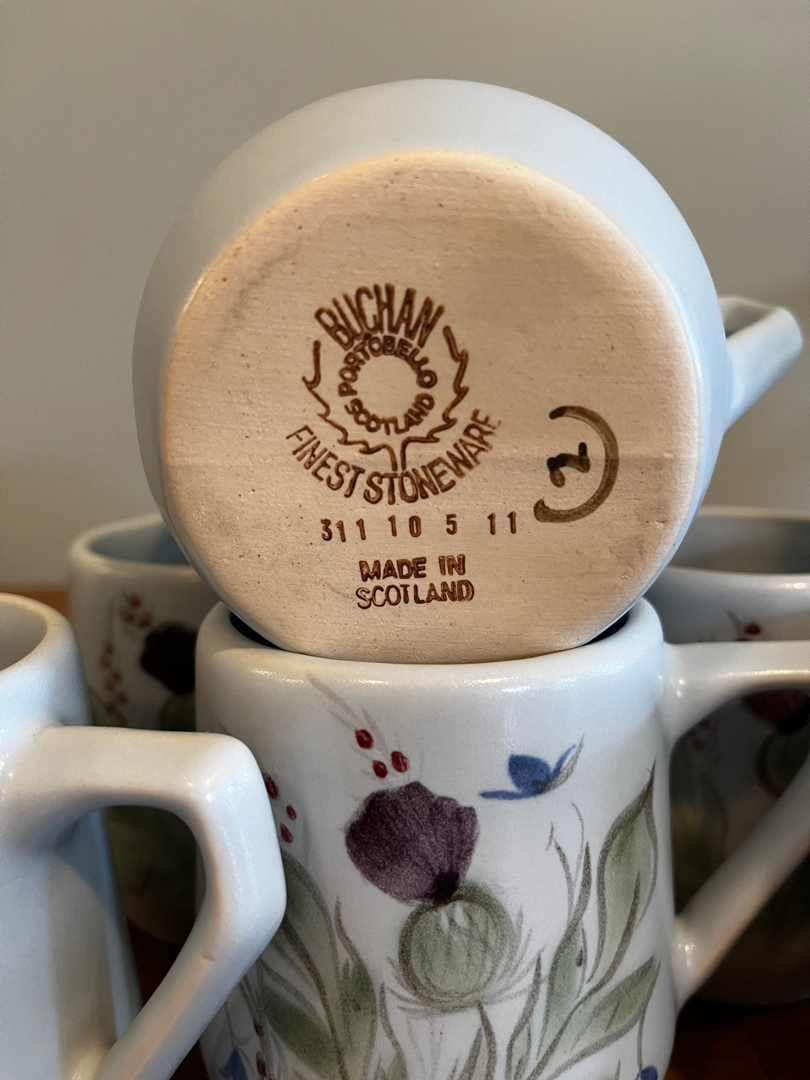 BUCHAN
PORTOBELLO
SCOTLAND
FINEST STONEWARE
311 10 5 11
MADE IN
SCOTLAND
N